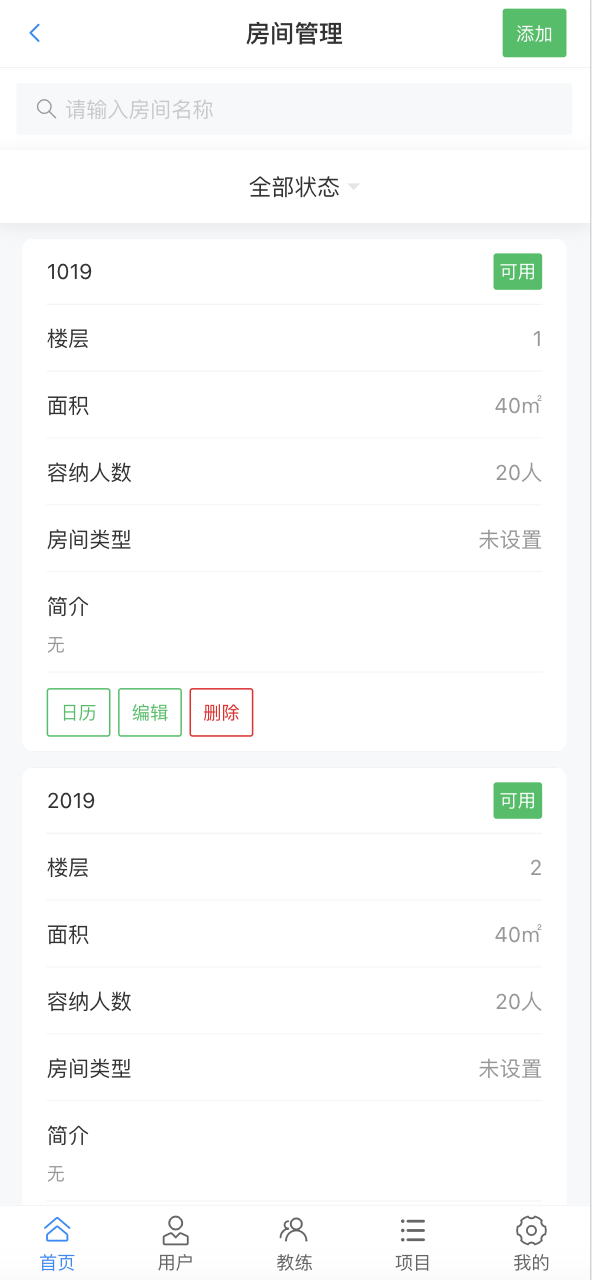 房间管理
添加
请输入房间名称
全部状态
1019 可用
楼层 1
面积 40㎡
容纳人数 20人
房间类型 未设置
简介
无
日历 编辑 删除
2019 可用
楼层 2
面积 40㎡
容纳人数 20人
房间类型 未设置
简介
无
首页 用户 教练 项目 我的